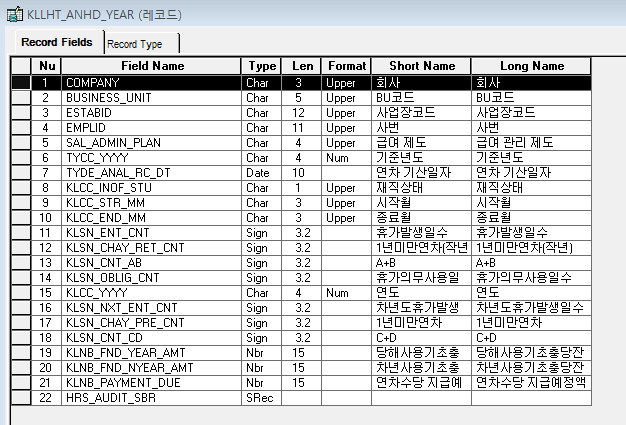 KLLHT_ANHD_YEAR (레코드)
Record Fields Record Type
Nu Field Name Type Len Format Short Name Long Name
1 COMPANY Char 3 Upper 회사 회사
2 BUSINESS_UNIT Char 5 Upper BU코드 BU코드
3 ESTABID Char 12 Upper 사업장코드 사업장코드
4 EMPLID Char 11 Upper 사번 사번
5 SAL_ADMIN_PLAN Char 4 Upper 급여 제도 급여 관리 제도
6 TYCC_YYYY Char 4 Num 기준년도 기준년도
7 TYDE_ANAL_RC_DT Date 10 연차 기산일자 연차 기산일자
8 KLCC_INOF_STU Char 1 Upper 재직상태 재직상태
9 KLCC_STR_MM Char 3 Upper 시작월 시작월
10 KLCC_END_MM Char 3 Upper 종료월 종료월
11 KLSN_ENT_CNT Sign 3.2 휴가발생일수 휴가발생일수
12 KLSN_CHAY_RET_CNT Sign 3.2 1년미만연차(작년 1년미만연차(작년)
13 KLSN_CNT_AB Sign 3.2 A+B A+B
14 KLSN_OBLIG_CNT Sign 3.2 휴가의무사용일 휴가의무사용일수
15 KLCC_YYYY Char 4 Num 연도 연도
16 KLSN_NXT_ENT_CNT Sign 3.2 차년도휴가발생 차년도휴가발생일수
17 KLSN_CHAY_PRE_CNT Sign 3.2 1년미만연차 1년미만연차
18 KLSN_CNT_CD Sign 3.2 C+D C+D
19 KLNB_FND_YEAR_AMT Nbr 15 당해사용기초충 당해사용기초충당잔
20 KLNB_FND_NYEAR_AMT Nbr 15 차년사용기초충 차년사용기초충당잔
21 KLNB_PAYMENT_DUE Nbr 15 연차수당 지급예 연차수당 지급예정액
22 HRS_AUDIT_SBR SRec